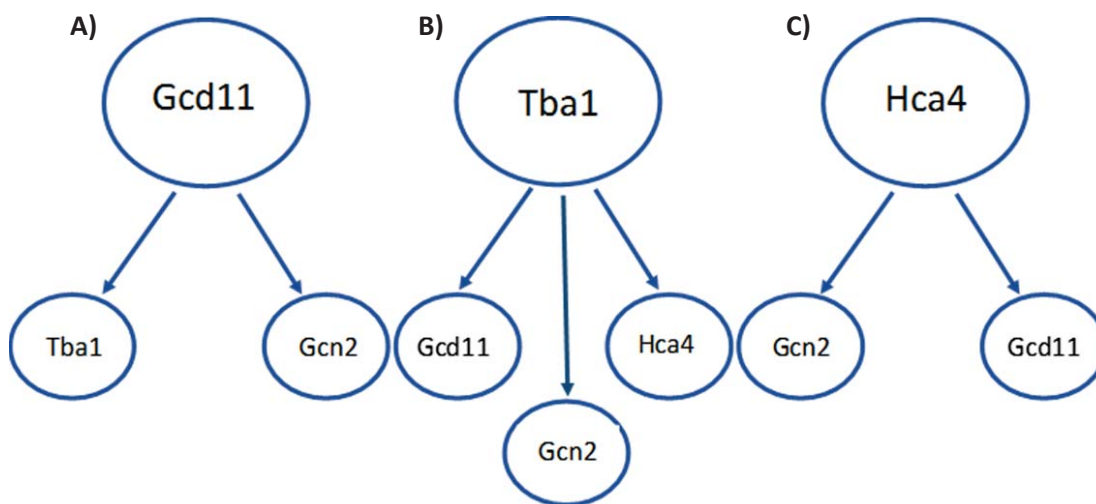 A)
B)
C)
Gcd11
Tba1
Hca4
Tba1
Gcn2
Gcd11
Hca4
Gcn2
Gcd11
Gcn2